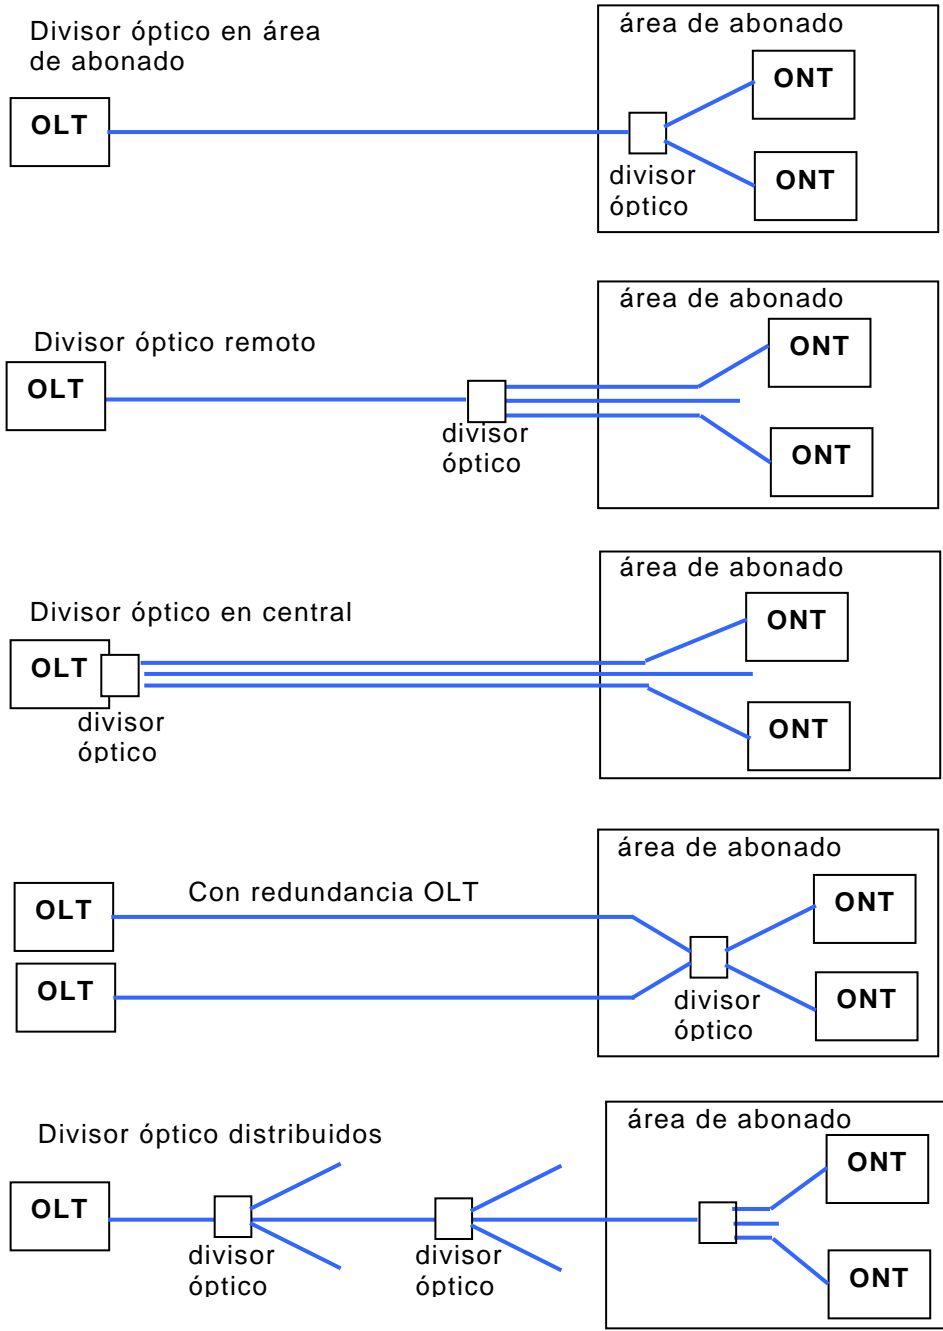 Divisor óptico en área
de abonado
área de abonado
OLT
ONT
divisor
óptico
ONT
Divisor óptico remoto
área de abonado
OLT
ONT
divisor
óptico
ONT
Divisor óptico en central
área de abonado
OLT
ONT
divisor
óptico
ONT
Con redundancia OLT
área de abonado
OLT
ONT
OLT
divisor
óptico
ONT
Divisor óptico distribuidos
área de abonado
OLT
ONT
divisor
óptico
divisor
óptico
ONT